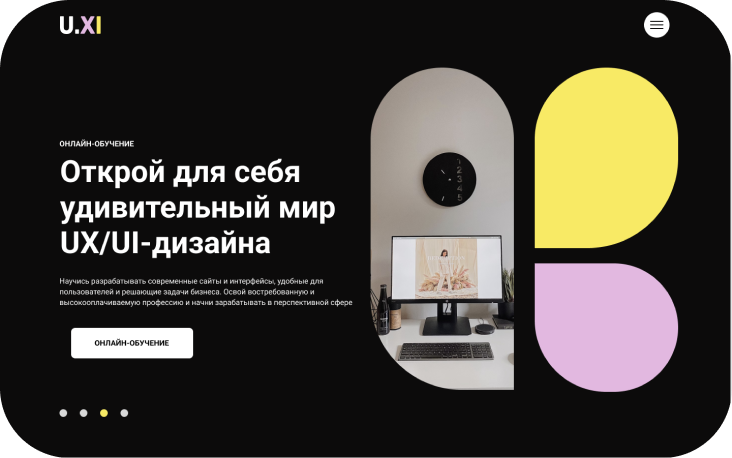 U.XI
ОНЛАЙН-ОБУЧЕНИЕ
Открой для себя
удивительный мир
UX/UI-дизайна
Научись разрабатывать современные сайты и интерфейсы, удобные для
пользователей и решающие задачи бизнеса. Освой востребованную и
высокооплачиваемую профессию и начни зарабатывать в перспективной сфере
ОНЛАЙН-ОБУЧЕНИЕ